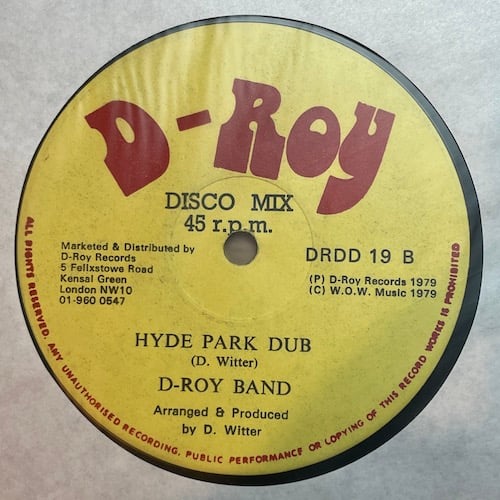 D-ROY
DISCO MIX
45 r.p.m.
Marketed & Distributed by
D-Roy Records
5 Felixstowe Road
Kensal Green
London NW10
01-960 0547
DRDD 19 B
(P) D-Roy Records 1979
(C) W.O.W. Music 1979
HYDE PARK DUB
(D. Witter)
D-ROY BAND
Arranged & Produced
by D. Witter
ALL RIGHTS RESERVED. ANY UNAUTHORISED RECORDING, PUBLIC PERFORMANCE OR COPYING OF THIS RECORD WORKS IS PROHIBITED